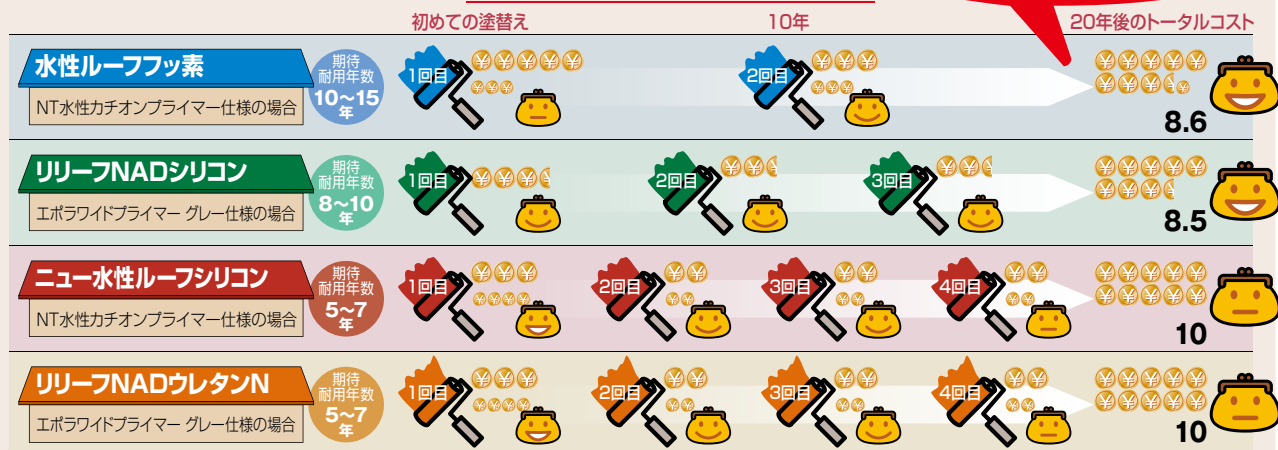 初めての塗替え 10年 20年後のトータルコスト
水性ルーフフッ素
NT水性カチオンプライマー仕様の場合
期待
耐用年数
10〜15
年
1回目
2回目
8.6
リリーフNADシリコン
エポラワイドプライマー グレー仕様の場合
期待
耐用年数
8〜10
年
1回目
2回目
3回目
8.5
ニュー水性ルーフシリコン
NT水性カチオンプライマー仕様の場合
期待
耐用年数
5〜7
年
1回目
2回目
3回目
4回目
10
リリーフNADウレタンN
エポラワイドプライマー グレー仕様の場合
期待
耐用年数
5〜7
年
1回目
2回目
3回目
4回目
10